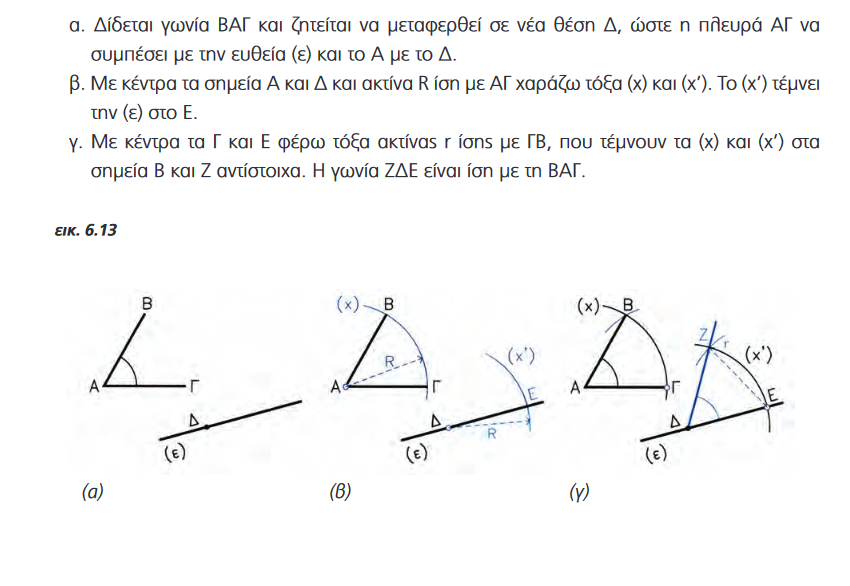 α. Δίδεται γωνία ΒΑΓ και ζητείται να μεταφερθεί σε νέα θέση Δ, ώστε η πλευρά ΑΓ να
συμπέσει με την ευθεία (ε) και το Α με το Δ.
β. Με κέντρα τα σημεία Α και Δ και ακτίνα R ίση με ΑΓ χαράζω τόξα (x) και (x’). Το (x’) τέμνει
την (ε) στο Ε.
γ. Με κέντρα τα Γ και Ε φέρω τόξα ακτίνας r ίσης με ΓΒ, που τέμνουν τα (x) και (x’) στα
σημεία Β και Ζ αντίστοιχα. Η γωνία ΖΔΕ είναι ίση με τη ΒΑΓ.
εικ. 6.13
Β
Α
Γ
Δ
(ε)
(α)
(x)
Β
R
Α
Γ
(x')
Ε
Δ
R
(ε)
(β)
(x)
Β
Α
Γ
Ζ
r
(x')
Ε
Δ
(ε)
(γ)